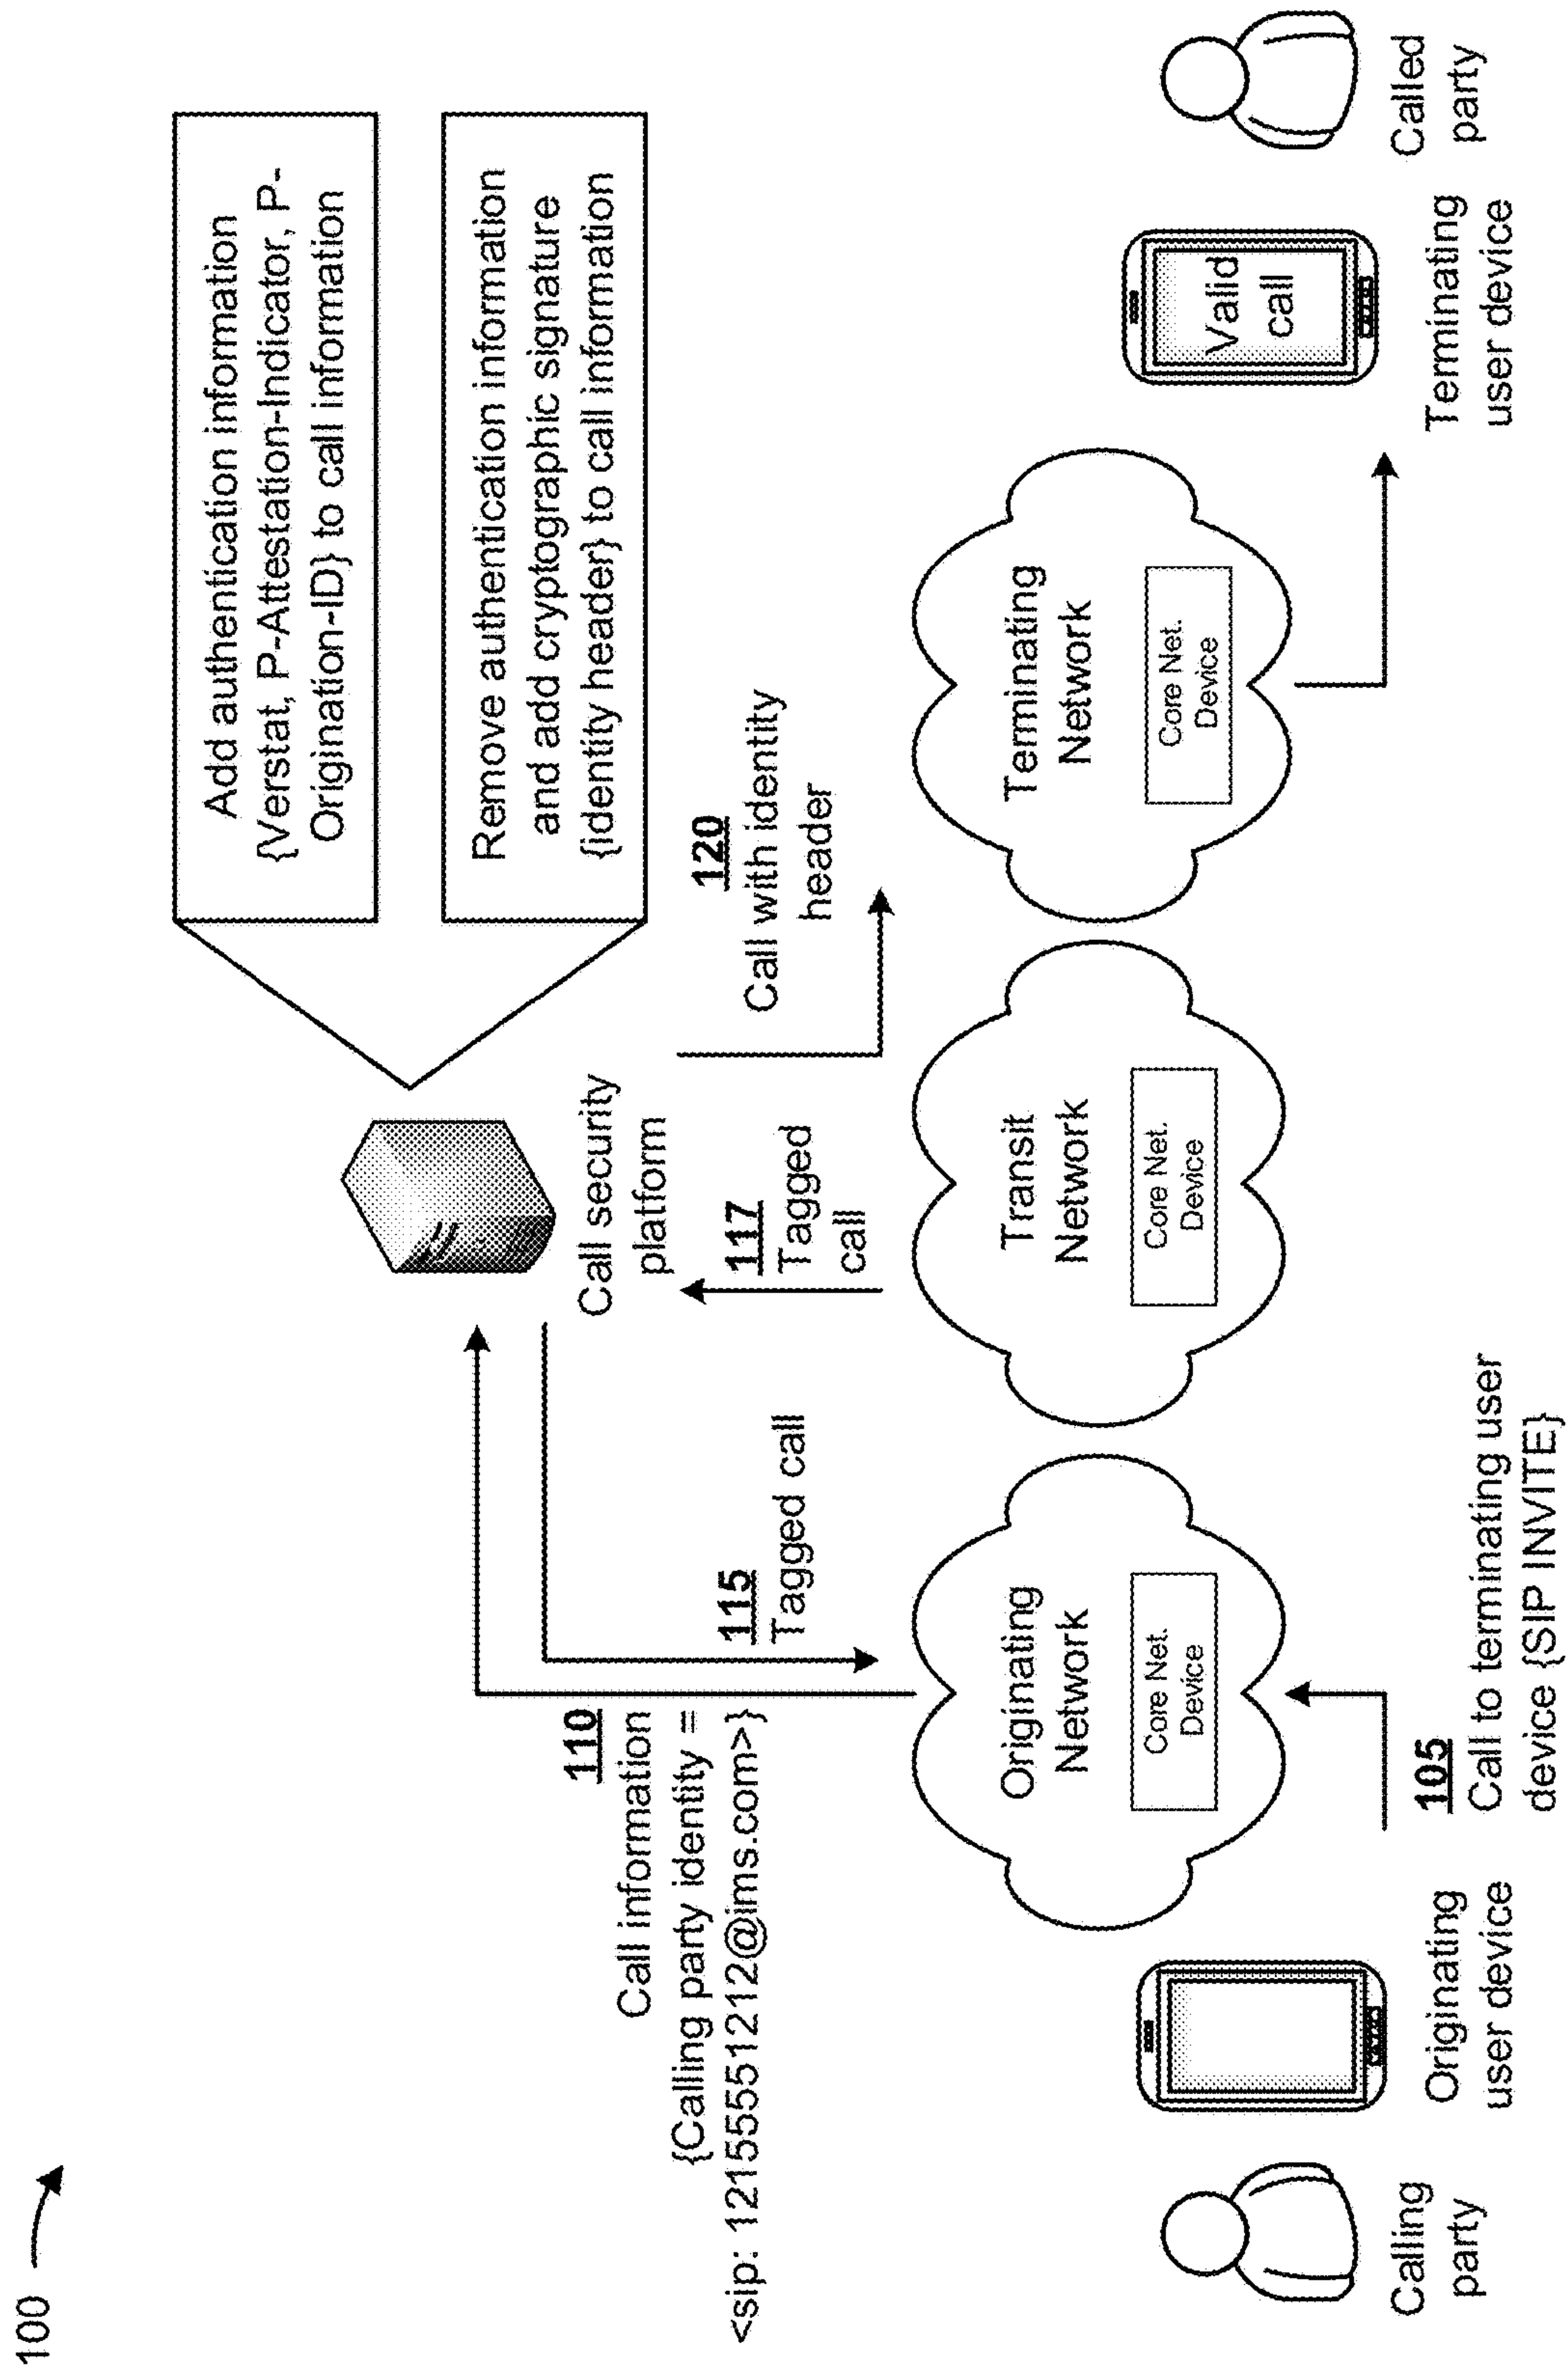 100
Add authentication information
{Verstat, P-Attestation-Indicator, P-
Origination-ID} to call information
Remove authentication information
and add cryptographic signature
{identity header} to call information
Call security
platform
110
Call information
{Calling party identity =
<sip: 12155551212@ims.com>}
115
Tagged call
117
Tagged
call
120
Call with identity
header
Originating
Network
Core Net.
Device
Transit
Network
Core Net.
Device
Terminating
Network
Core Net.
Device
Calling
party
Originating
user device
105
Call to terminating user
device {SIP INVITE}
Valid
call
Terminating
user device
Called
party